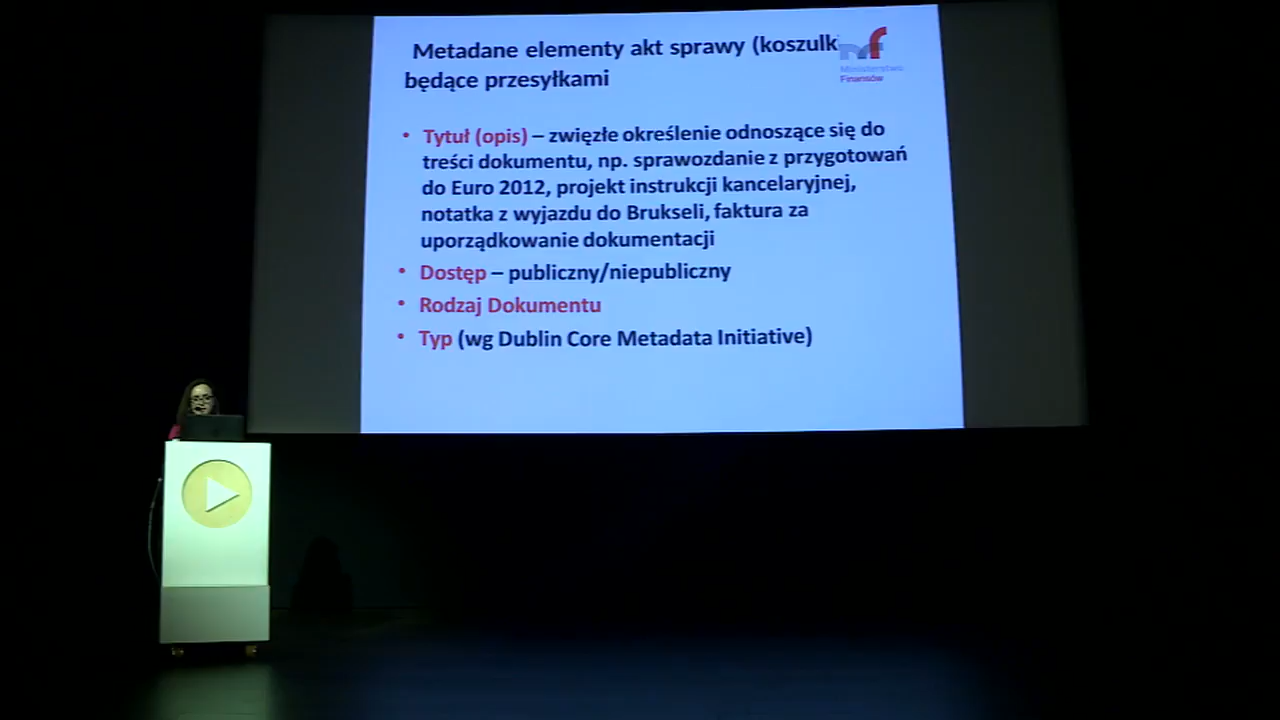 Metadane elementy akt sprawy (koszulk
będące przesyłkami
Ministerstwo
Finansów
• Tytuł (opis) – zwięzłe określenie odnoszące się do
treści dokumentu, np. sprawozdanie z przygotowań
do Euro 2012, projekt instrukcji kancelaryjnej,
notatka z wyjazdu do Brukseli, faktura za
uporządkowanie dokumentacji
• Dostęp – publiczny/niepubliczny
• Rodzaj Dokumentu
• Typ (wg Dublin Core Metadata Initiative)